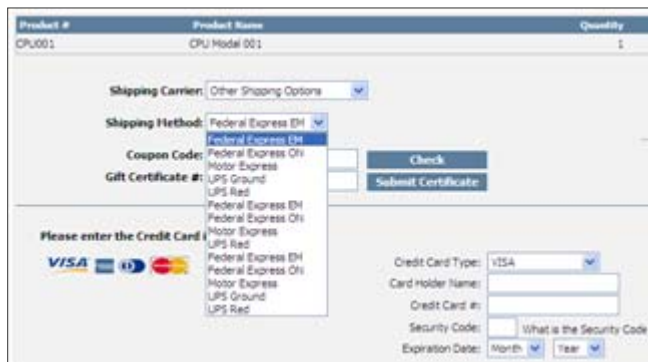 Product # Product Name Quantity
CPU001 CPU Modal 001 1
Shipping Carrier: Other Shipping Options
Shipping Method: Federal Express EM
Federal Express EM
Coupon Code: Federal Express ON Check
Motor Express
Gift Certificate #: UPS Ground Submit Certificate
UPS Red
Federal Express EM
Federal Express ON
Motor Express
UPS Red
Please enter the Credit Card
Federal Express EM
Federal Express ON
Motor Express
UPS Ground
UPS Red
VISA
Credit Card Type: VISA
Card Holder Name:
Credit Card #:
Security Code: What is the Security Code
Expiration Date: Month Year